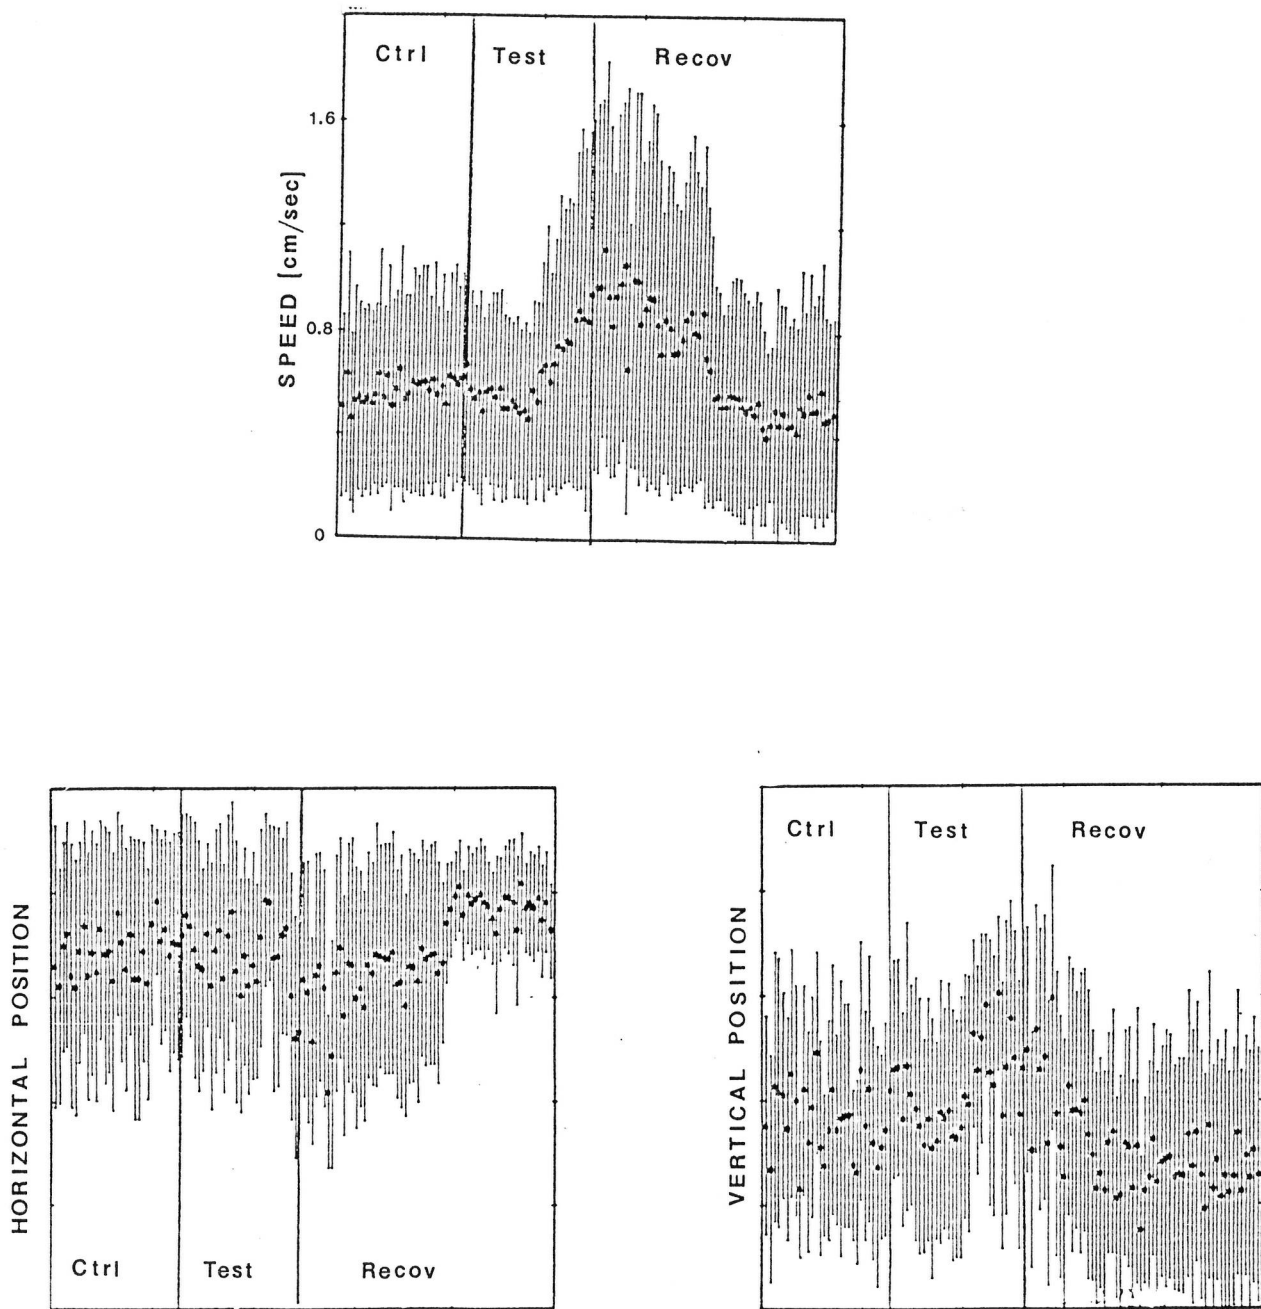 Ctrl Test Recov
1.6
SPEED [cm/sec]
0.8
0
HORIZONTAL POSITION
Ctrl Test Recov
VERTICAL POSITION
Ctrl Test Recov